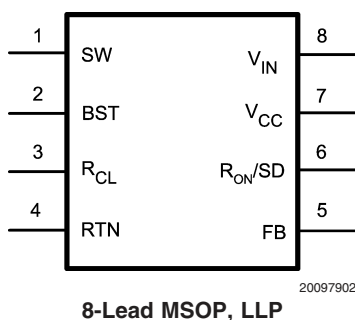 1 SW
8 V_IN
2 BST
7 V_CC
3 R_CL
6 R_ON/SD
4 RTN
5 FB
20097902
8-Lead MSOP, LLP